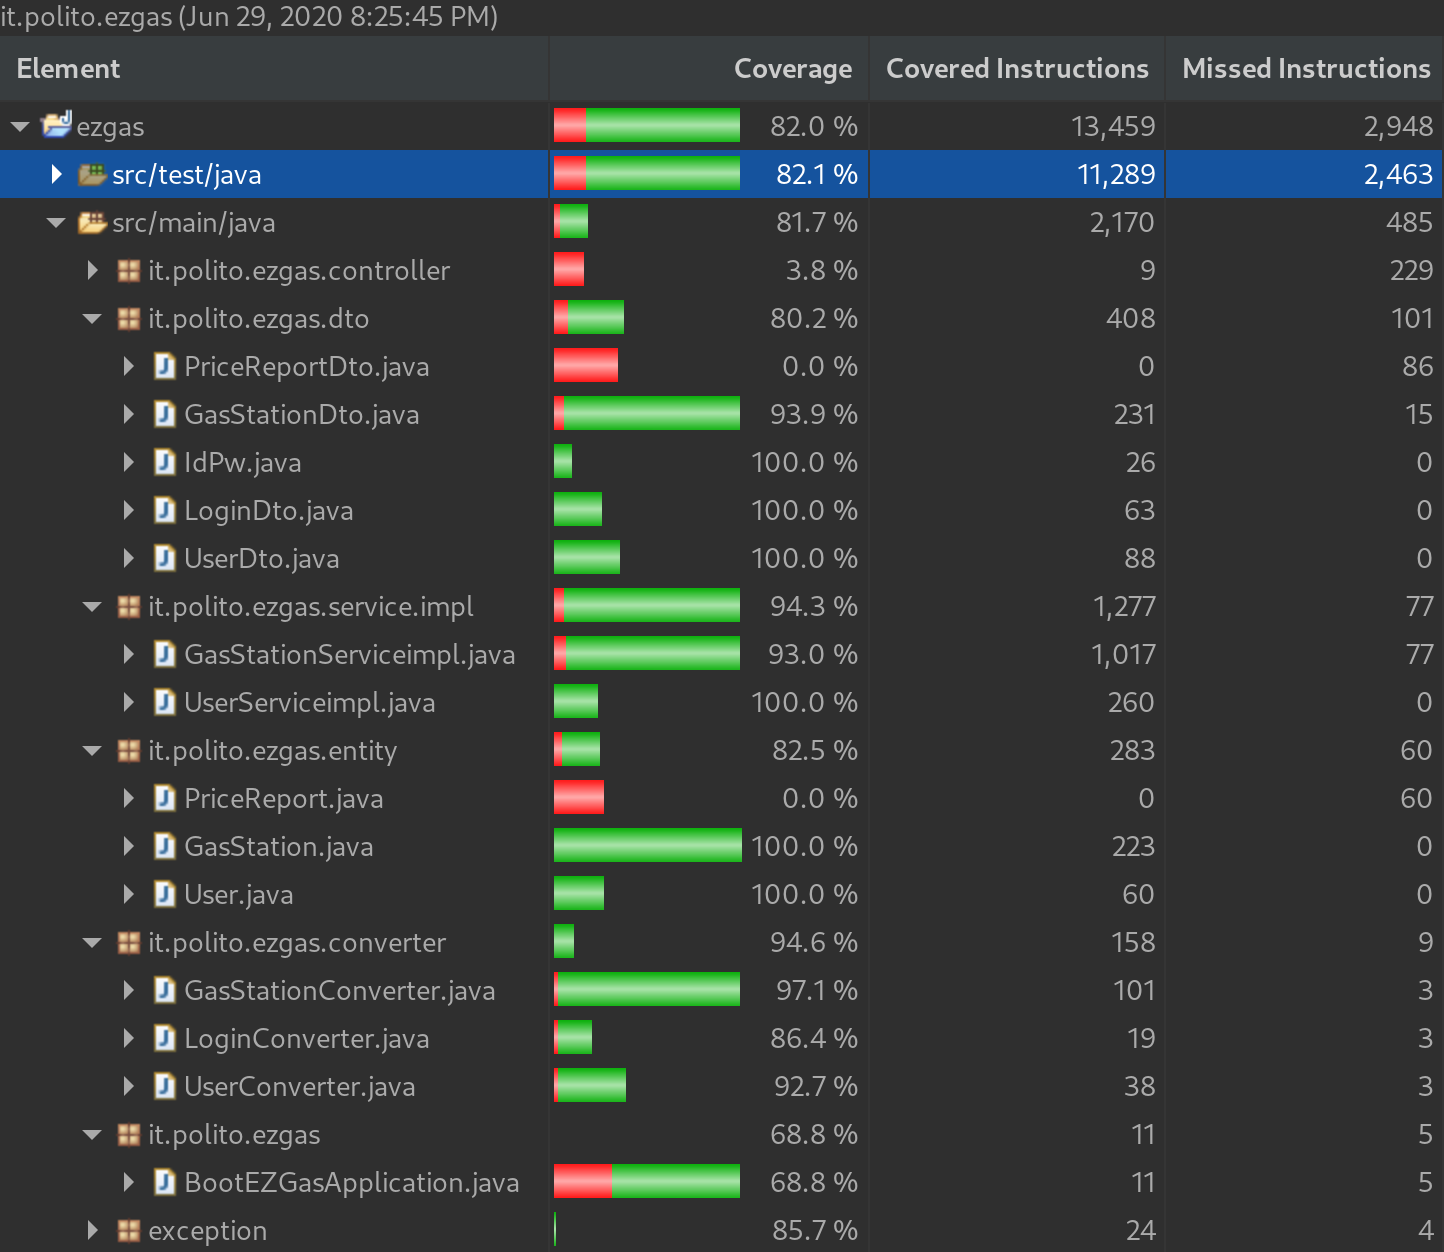 it.polito.ezgas (Jun 29, 2020 8:25:45 PM)
Element Coverage Covered Instructions Missed Instructions
ezgas 82.0 % 13,459 2,948
src/test/java 82.1 % 11,289 2,463
src/main/java 81.7 % 2,170 485
it.polito.ezgas.controller 3.8 % 9 229
it.polito.ezgas.dto 80.2 % 408 101
PriceReportDto.java 0.0 % 0 86
GasStationDto.java 93.9 % 231 15
IdPw.java 100.0 % 26 0
LoginDto.java 100.0 % 63 0
UserDto.java 100.0 % 88 0
it.polito.ezgas.service.impl 94.3 % 1,277 77
GasStationServiceimpl.java 93.0 % 1,017 77
UserServiceimpl.java 100.0 % 260 0
it.polito.ezgas.entity 82.5 % 283 60
PriceReport.java 0.0 % 0 60
GasStation.java 100.0 % 223 0
User.java 100.0 % 60 0
it.polito.ezgas.converter 94.6 % 158 9
GasStationConverter.java 97.1 % 101 3
LoginConverter.java 86.4 % 19 3
UserConverter.java 92.7 % 38 3
it.polito.ezgas 68.8 % 11 5
BootEZGasApplication.java 68.8 % 11 5
exception 85.7 % 24 4